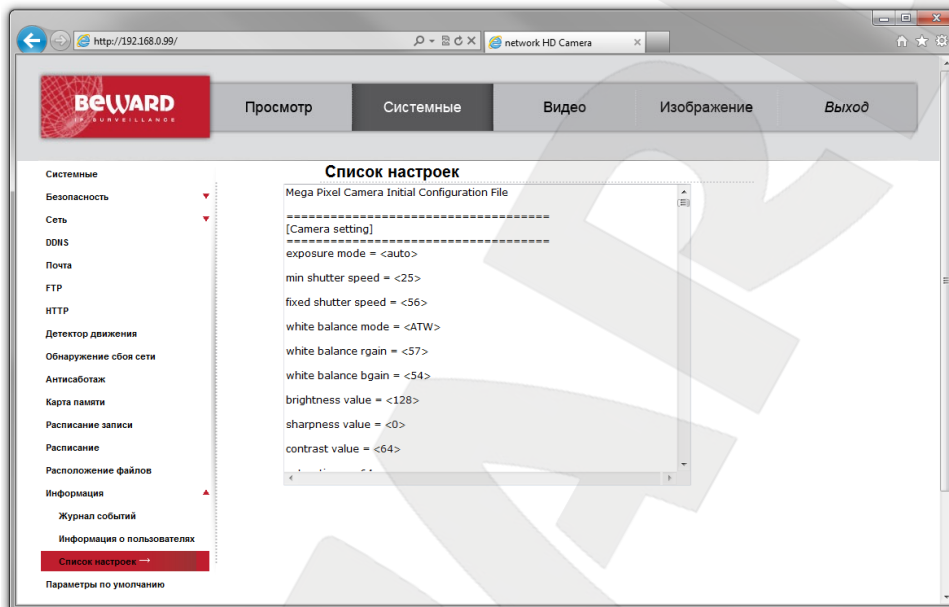 http://192.168.0.99/
network HD Camera
BEWARD
IP SURVEILLANCE
Просмотр
Системные
Видео
Изображение
Выход
Системные
Безопасность
Сеть
DDNS
Почта
FTP
HTTP
Детектор движения
Обнаружение сбоя сети
Антисаботаж
Карта памяти
Расписание записи
Расписание
Расположение файлов
Информация
Журнал событий
Информация о пользователях
Список настроек→
Параметры по умолчанию
Список настроек
Mega Pixel Camera Initial Configuration File
====================================
[Camera setting]
====================================
exposure mode = <auto>
min shutter speed = <25>
fixed shutter speed = <56>
white balance mode = <ATW>
white balance rgain = <57>
white balance bgain = <54>
brightness value = <128>
sharpness value = <0>
contrast value = <64>